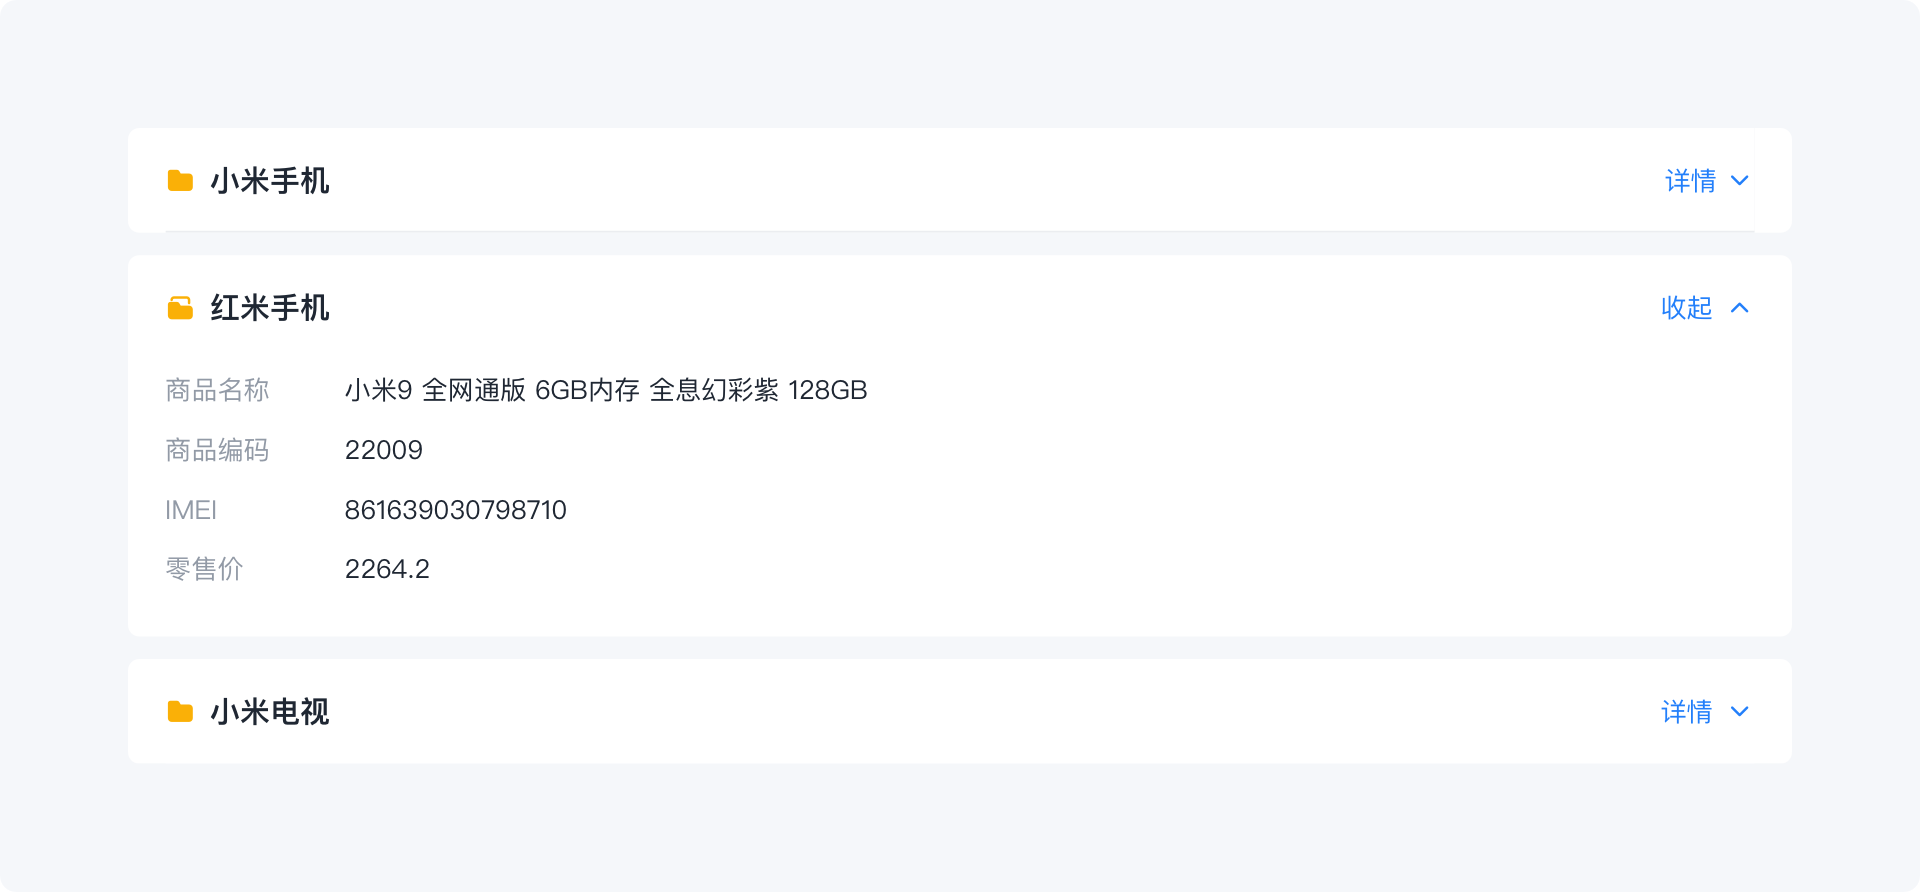 小米手机 详情
红米手机 收起
商品名称 小米9 全网通版 6GB内存 全息幻彩紫 128GB
商品编码 22009
IMEI 861639030798710
零售价 2264.2
小米电视 详情